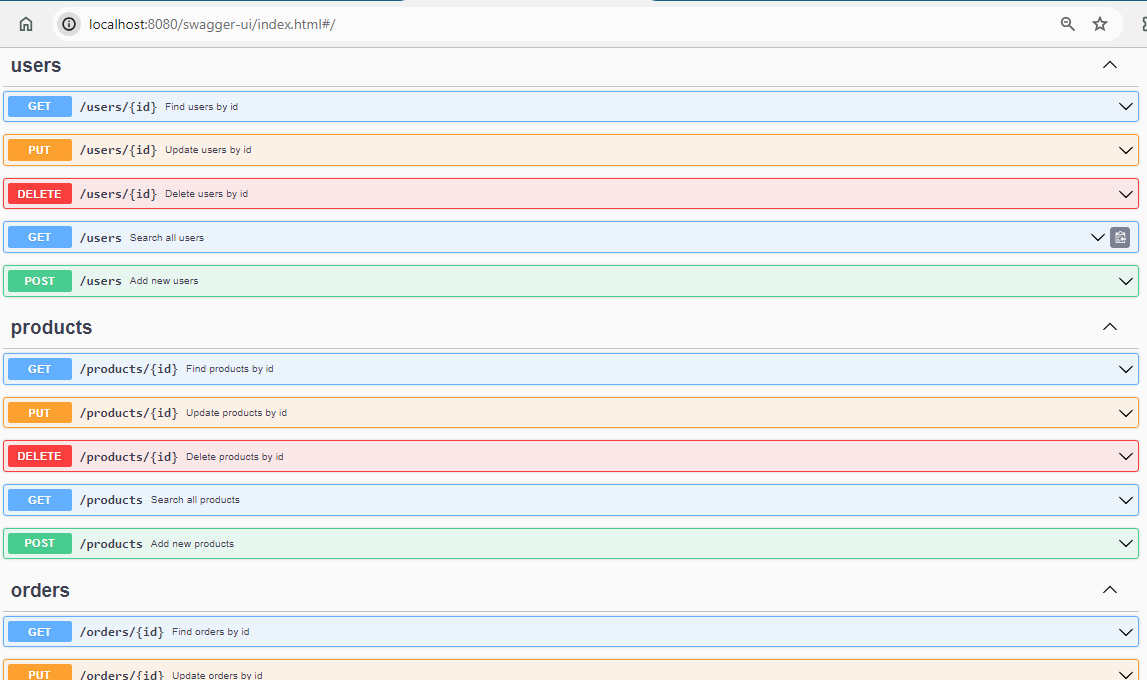 localhost:8080/swagger-ui/index.html#/
users
GET /users/{id} Find users by id
PUT /users/{id} Update users by id
DELETE /users/{id} Delete users by id
GET /users Search all users
POST /users Add new users
products
GET /products/{id} Find products by id
PUT /products/{id} Update products by id
DELETE /products/{id} Delete products by id
GET /products Search all products
POST /products Add new products
orders
GET /orders/{id} Find orders by id
PUT /orders/{id} Update orders by id